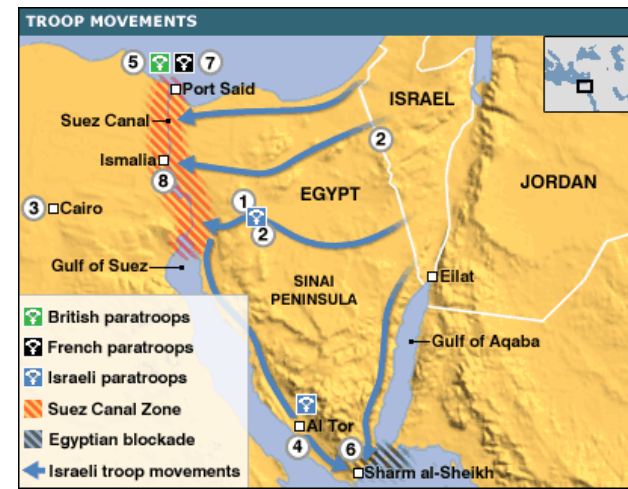 TROOP MOVEMENTS
5
7
Port Said
ISRAEL
Suez Canal
2
Ismalia
8
EGYPT
JORDAN
3
Cairo
1
2
Gulf of Suez
Eilat
SINAI
PENINSULA
British paratroops
French paratroops
Gulf of Aqaba
Israeli paratroops
Suez Canal Zone
Al Tor
Egyptian blockade
4
6
Israeli troop movements
Sharm al-Sheikh